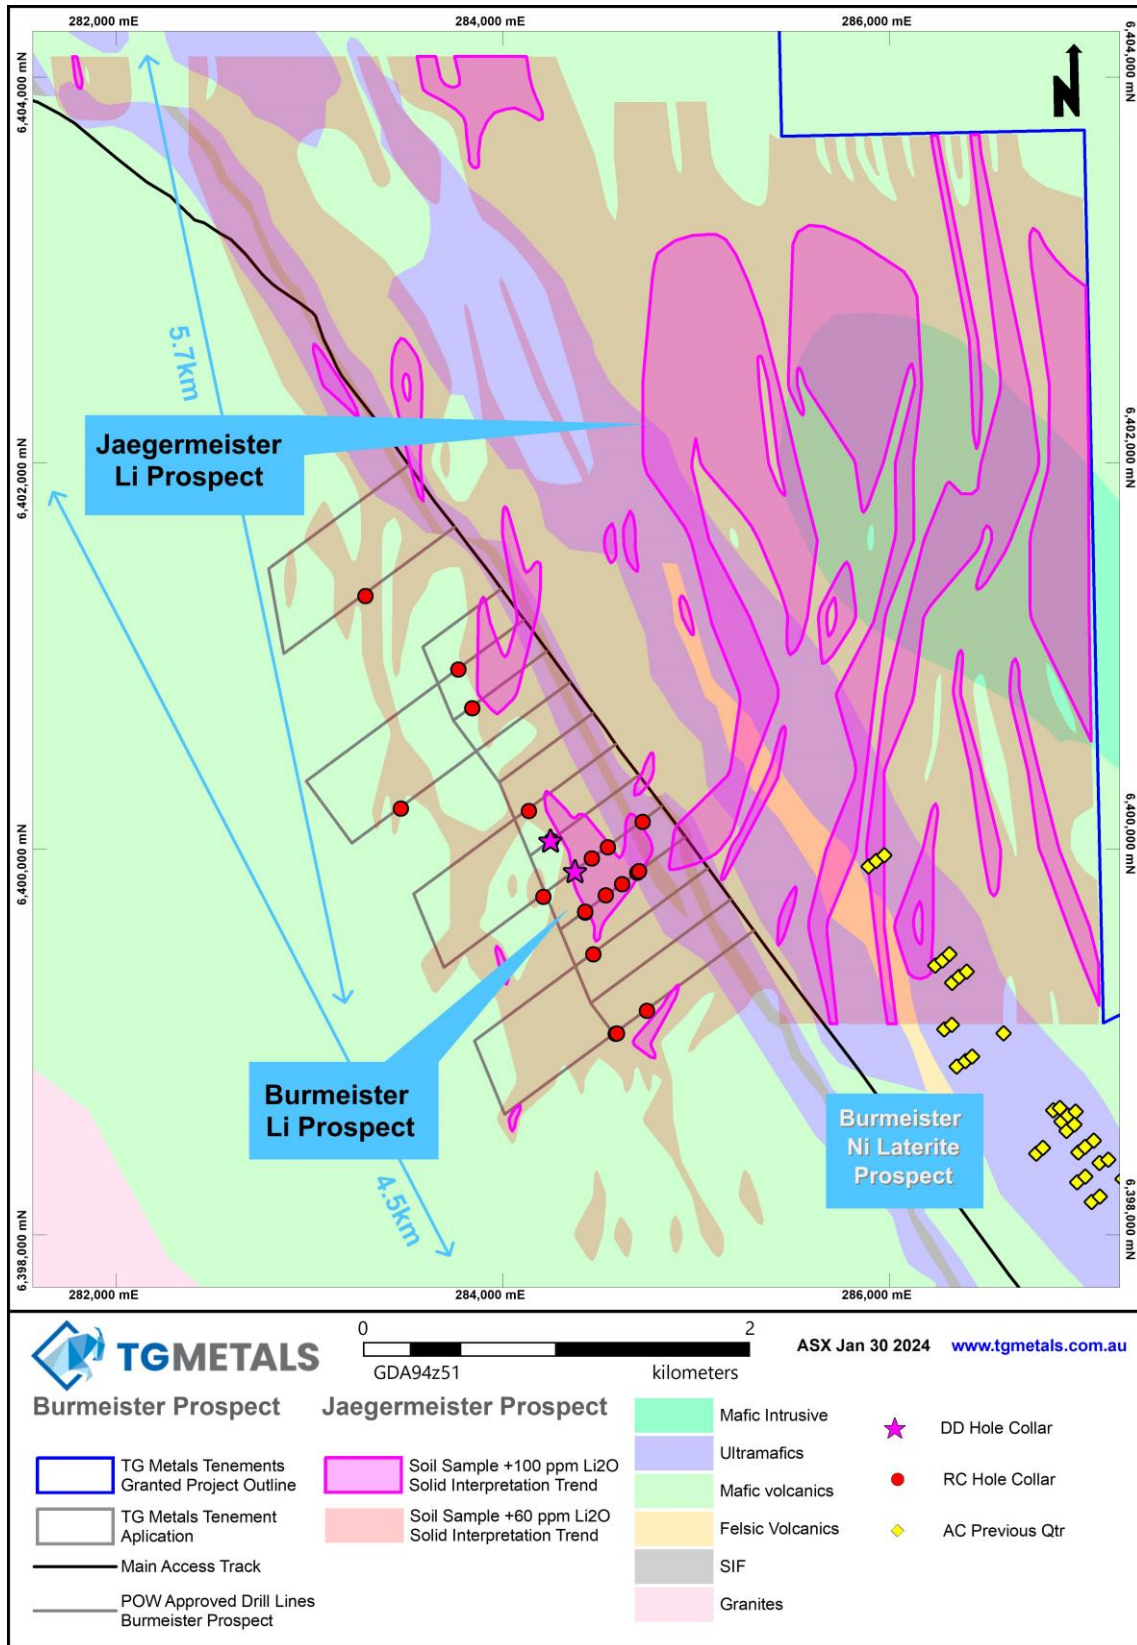 282,000 mE
284,000 mE
286,000 mE
6,404,000 mN
6,404,000 mN
N
5.7km
Jaegermeister
Li Prospect
6,402,000 mN
6,402,000 mN
6,400,000 mN
6,400,000 mN
Burmeister
Li Prospect
Burmeister
Ni Laterite
Prospect
4.5km
6,398,000 mN
6,398,000 mN
282,000 mE
284,000 mE
286,000 mE
TGMETALS
0
2
GDA94z51
kilometers
ASX Jan 30 2024
www.tgmetals.com.au
Burmeister Prospect
Jaegermeister Prospect
TG Metals Tenements
Granted Project Outline
TG Metals Tenement
Aplication
Main Access Track
POW Approved Drill Lines
Burmeister Prospect
Soil Sample +100 ppm Li2O
Solid Interpretation Trend
Soil Sample +60 ppm Li2O
Solid Interpretation Trend
Mafic Intrusive
Ultramafics
Mafic volcanics
Felsic Volcanics
SIF
Granites
DD Hole Collar
RC Hole Collar
AC Previous Qtr